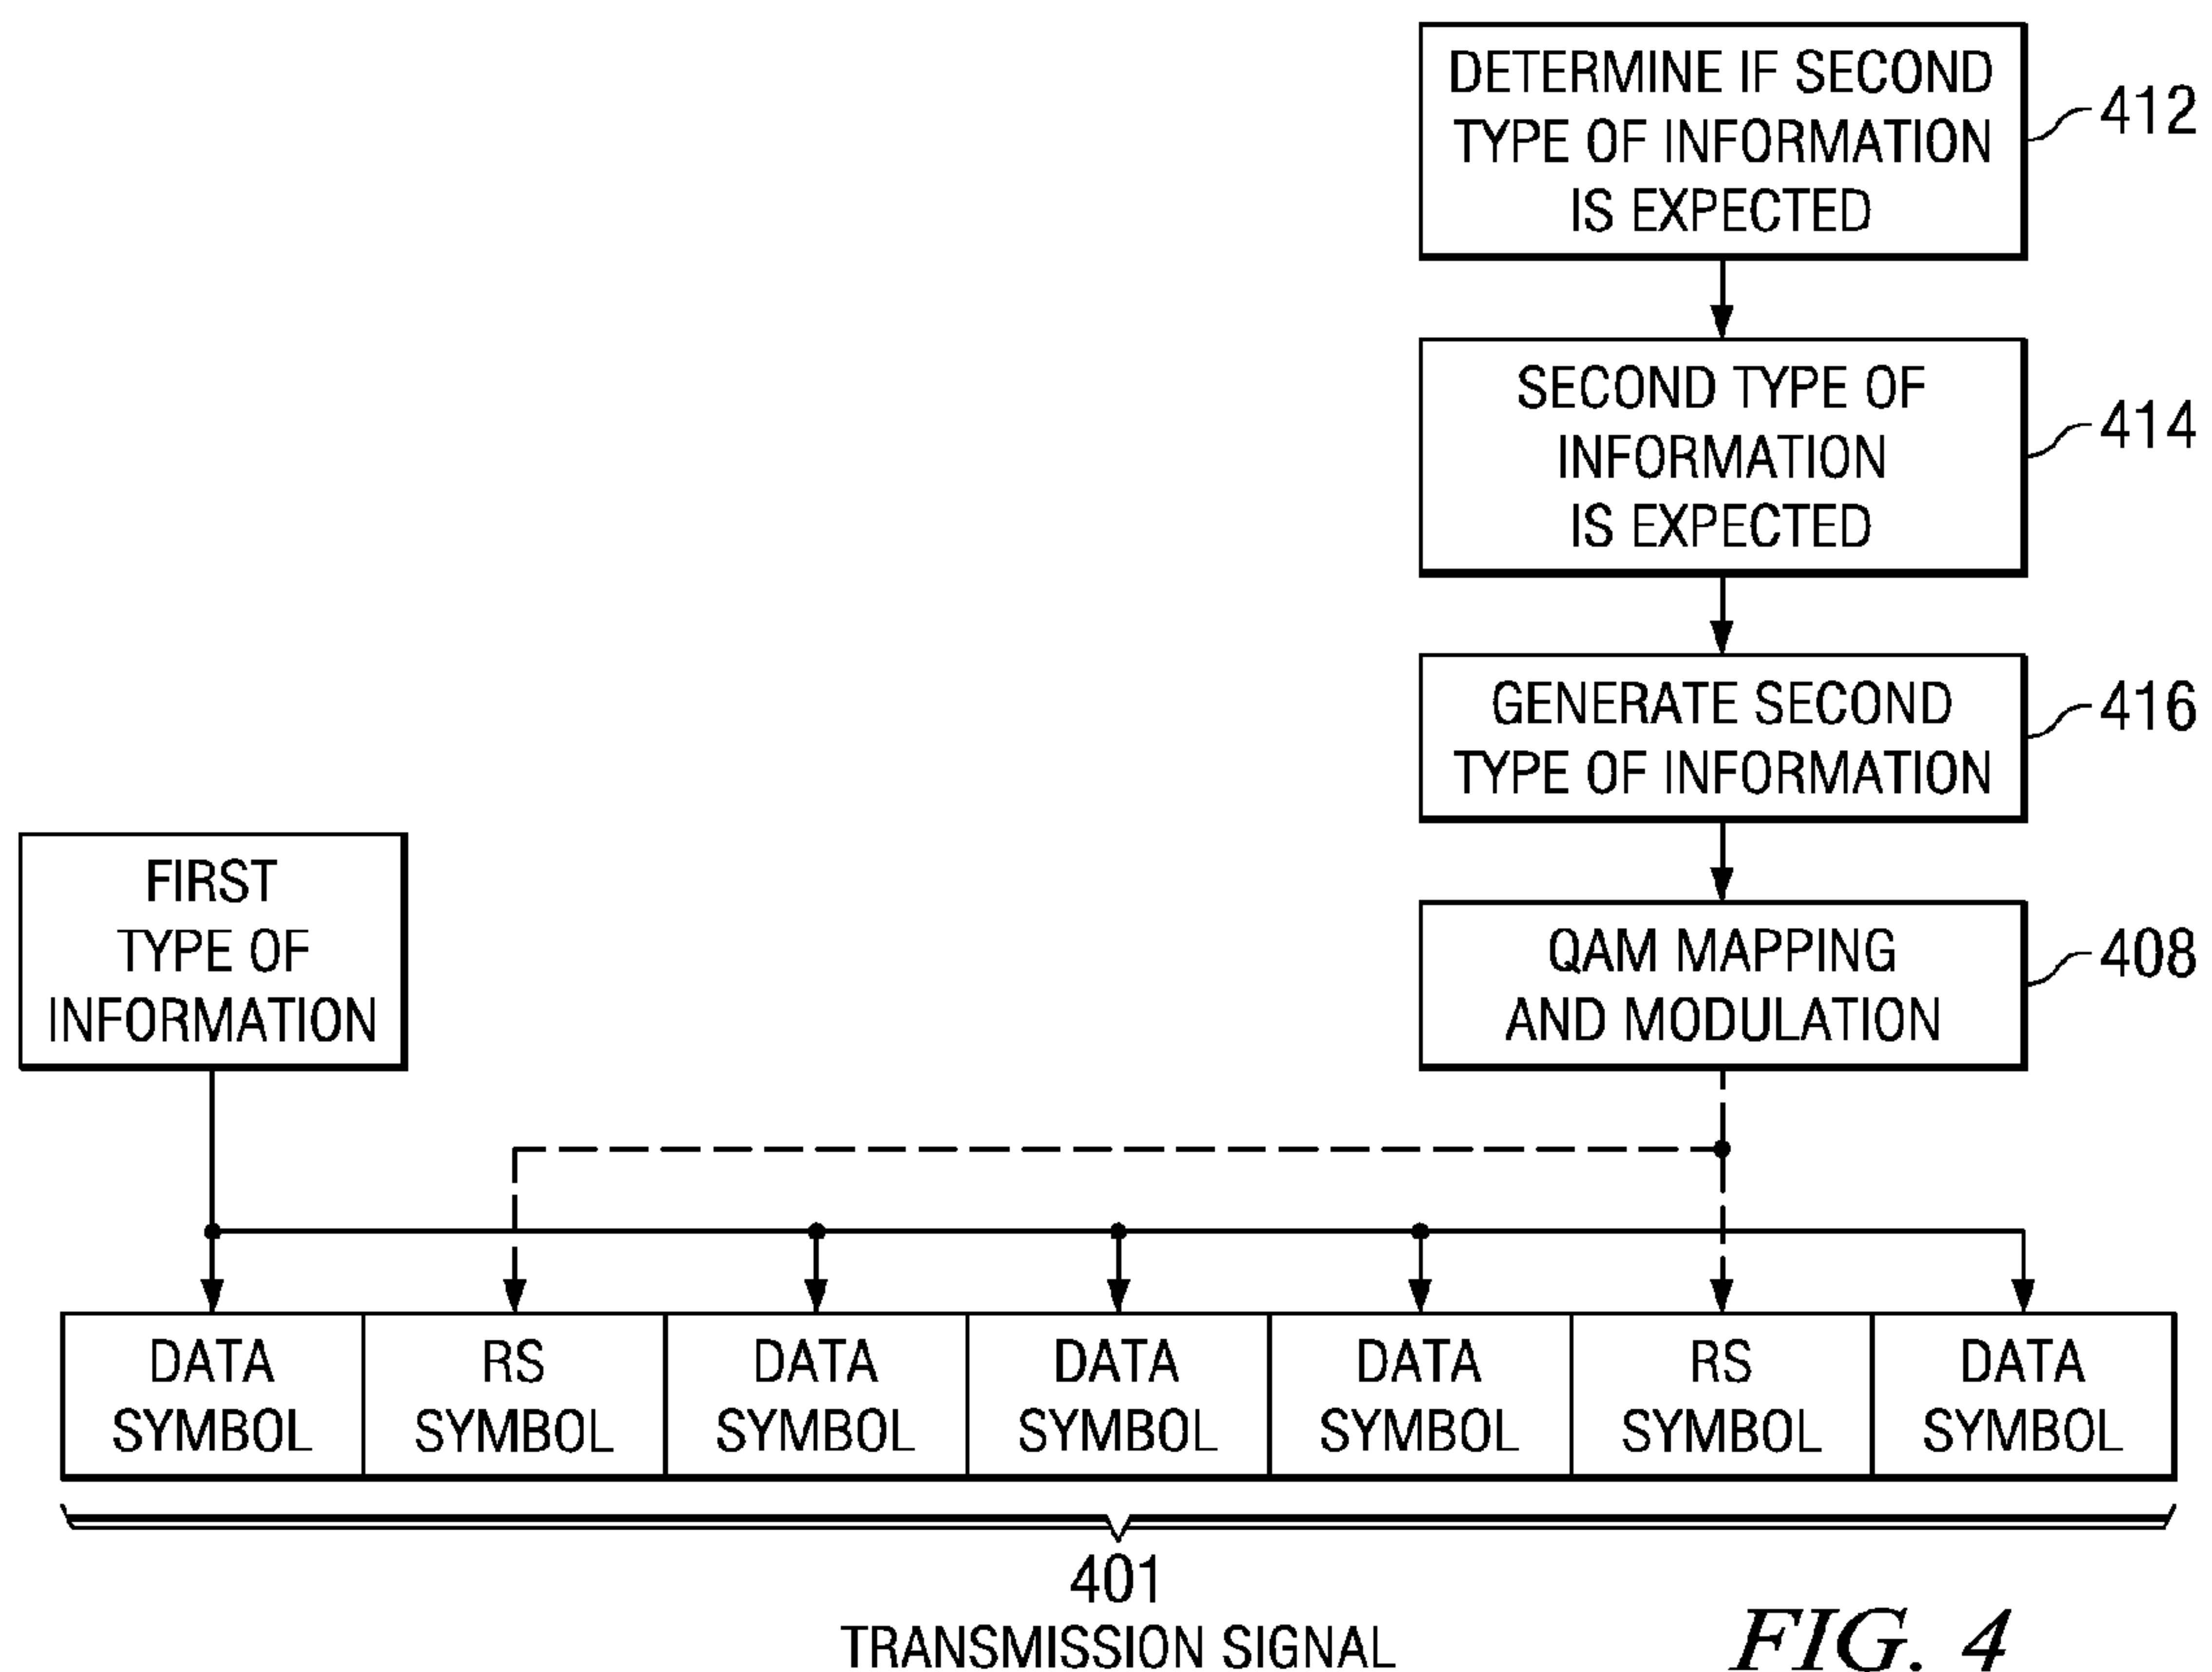 DETERMINE IF SECOND
TYPE OF INFORMATION
IS EXPECTED
412
SECOND TYPE OF
INFORMATION
IS EXPECTED
414
GENERATE SECOND
TYPE OF INFORMATION
416
FIRST
TYPE OF
INFORMATION
QAM MAPPING
AND MODULATION
408
DATA
SYMBOL
RS
SYMBOL
DATA
SYMBOL
DATA
SYMBOL
DATA
SYMBOL
RS
SYMBOL
DATA
SYMBOL
401
TRANSMISSION SIGNAL
FIG. 4